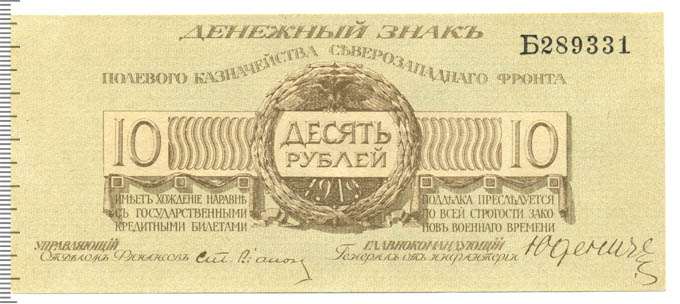 ДЕНЕЖНЫЙ ЗНАКЪ
Б289331
ПОЛЕВОГО КАЗНАЧЕЙСТВА СѢВЕРОЗАПАДНАГО ФРОНТА
10
ДЕСЯТЬ
РУБЛЕЙ
10
1919
ИМѢЕТЪ ХОЖДЕНІЕ НАРАВНѢ
СЪ ГОСУДАРСТВЕННЫМИ
КРЕДИТНЫМИ БИЛЕТАМИ
ПОДДѢЛКА ПРЕСЛѢДУЕТСЯ
ПО ВСЕЙ СТРОГОСТИ ЗАКО
НОВЪ ВОЕННАГО ВРЕМЕНИ
УПРАВЛЯЮЩІЙ
Отдѣломъ Финансовъ
ГЛАВНОКОМАНДУЮЩІЙ
Генералъ отъ инфантеріи
Юденичъ